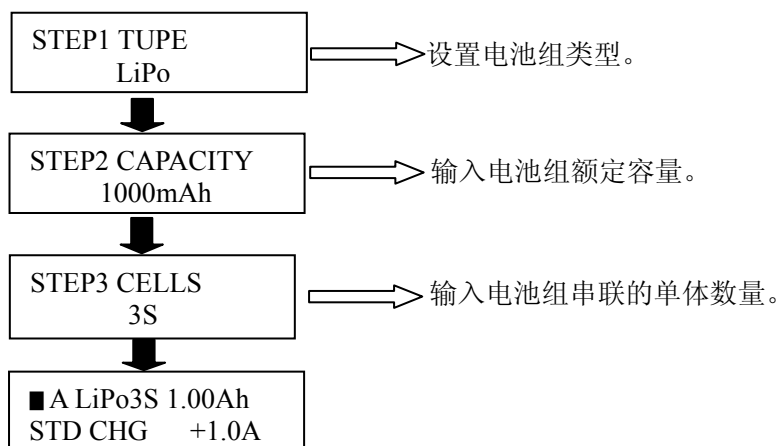 STEP1 TUPE
LiPo
设置电池组类型。
STEP2 CAPACITY
1000mAh
输入电池组额定容量。
STEP3 CELLS
3S
输入电池组串联的单体数量。
■A LiPo3S 1.00Ah
STD CHG +1.0A